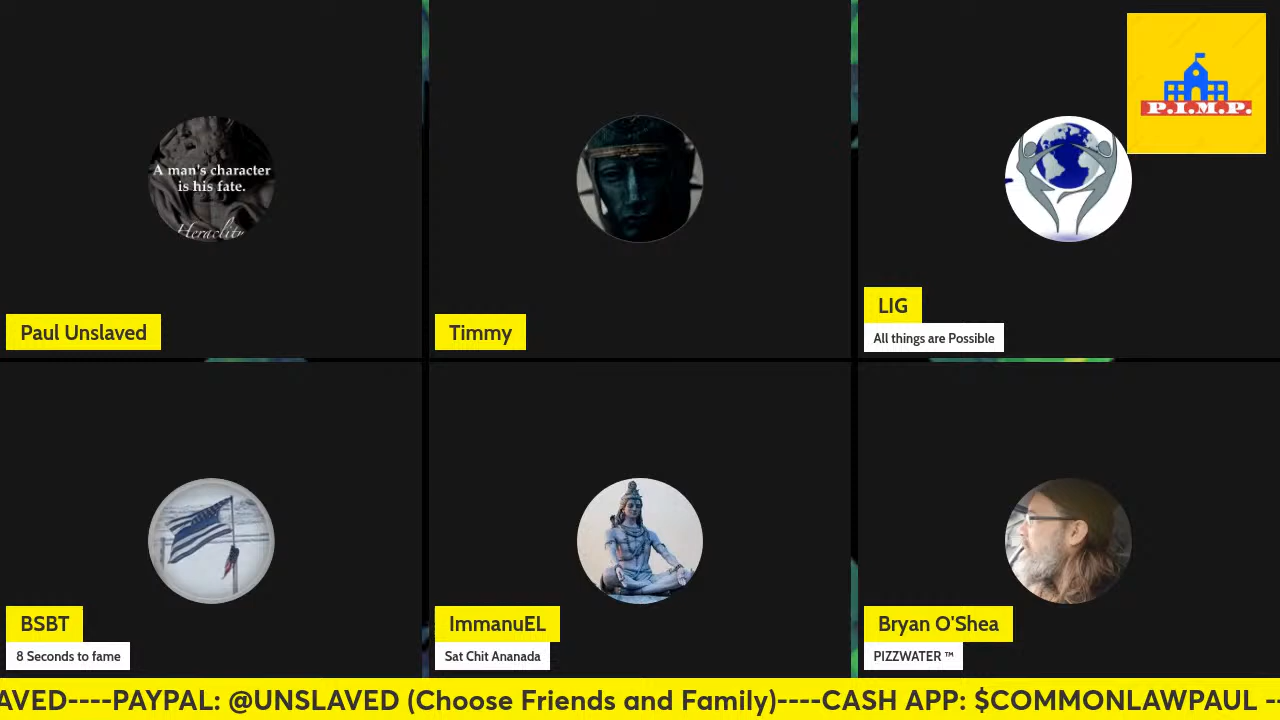 A man's character
is his fate.
Paul Unslaved
Timmy
P.I.M.P.
LIG
All things are Possible
BSBT
8 Seconds to fame
ImmanuEL
Sat Chit Ananada
Bryan O'Shea
PIZZWATER ™
AVED----PAYPAL: @UNSLAVED (Choose Friends and Family)----CASH APP: $COMMONLAWPAUL --